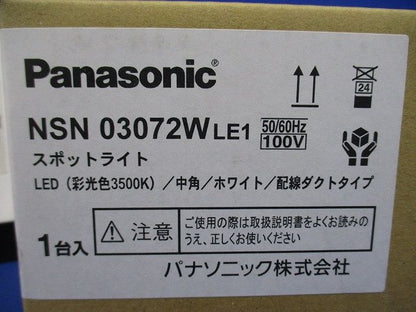 Panasonic®
NSN 03072W LE1 50/60Hz 100V
24
スポットライト
LED（彩光色3500K）／中角／ホワイト／配線ダクトタイプ
1台入
注意 ご使用の際は取扱説明書をよくお読みの
うえ、正しくお使いください
パナソニック株式会社